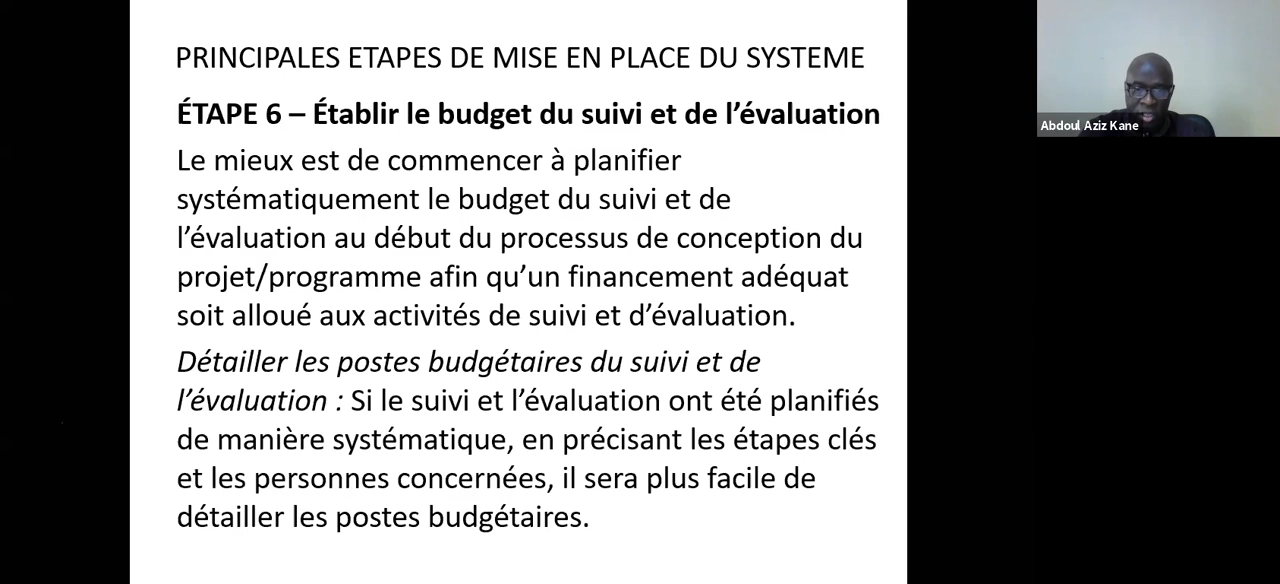 PRINCIPALES ETAPES DE MISE EN PLACE DU SYSTEME
ÉTAPE 6 – Établir le budget du suivi et de l’évaluation
Le mieux est de commencer à planifier
systématiquement le budget du suivi et de
l’évaluation au début du processus de conception du
projet/programme afin qu’un financement adéquat
soit alloué aux activités de suivi et d’évaluation.
Détailler les postes budgétaires du suivi et de
l’évaluation : Si le suivi et l’évaluation ont été planifiés
de manière systématique, en précisant les étapes clés
et les personnes concernées, il sera plus facile de
détailler les postes budgétaires.
Abdoul Aziz Kane